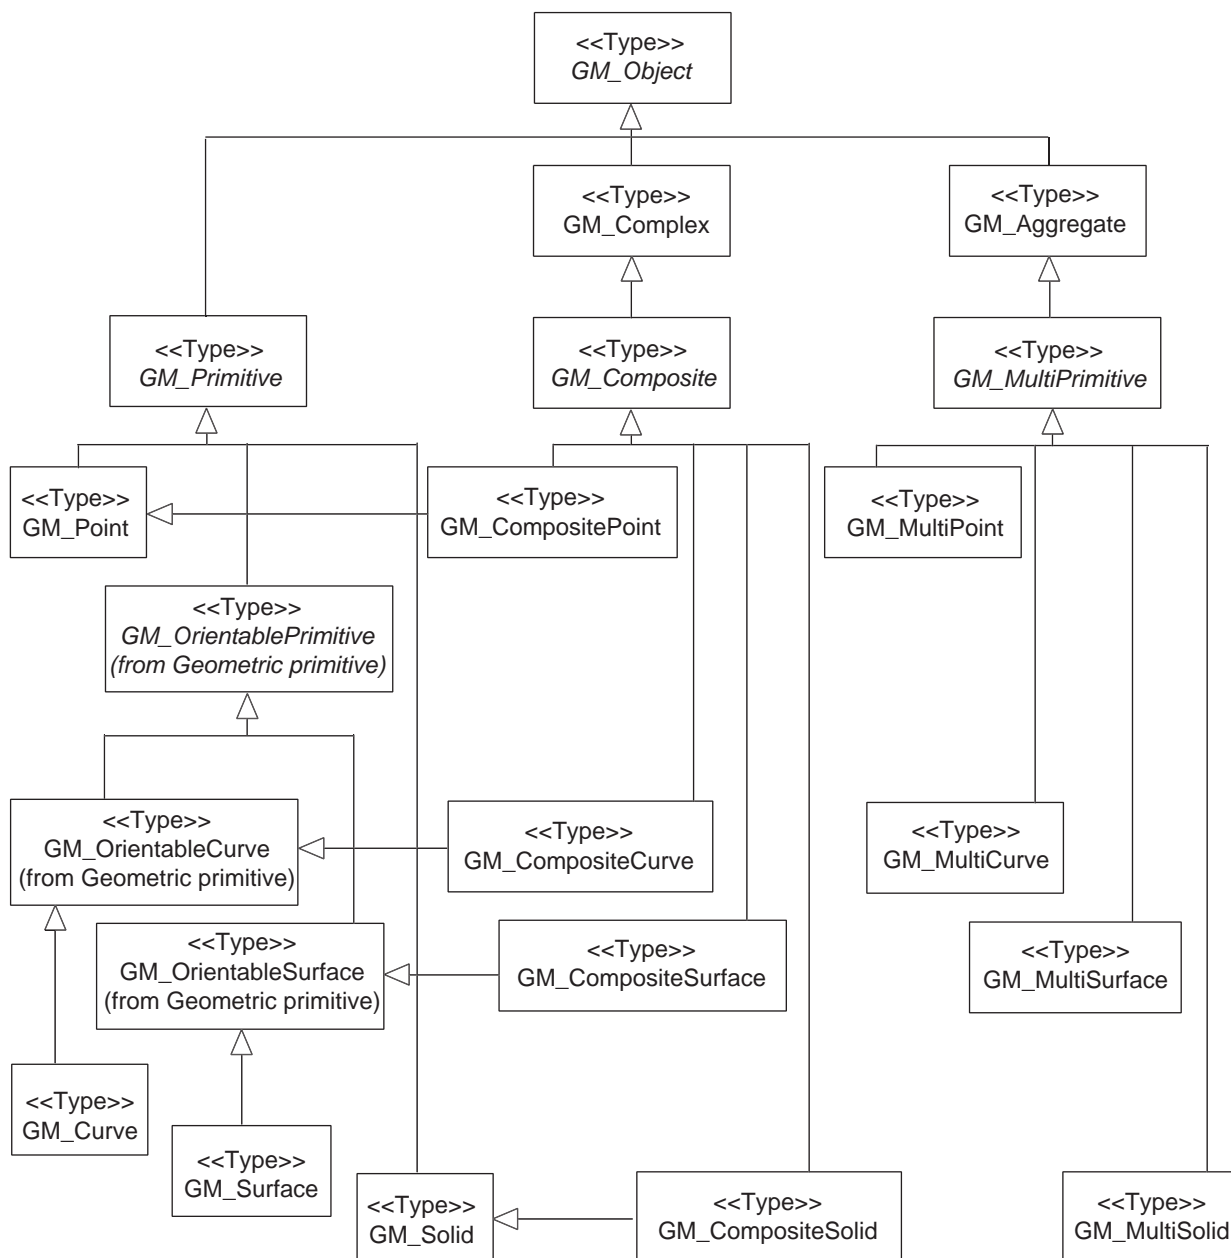 <<Type>>
GM_Object
<<Type>>
GM_Complex
<<Type>>
GM_Aggregate
<<Type>>
GM_Primitive
<<Type>>
GM_Composite
<<Type>>
GM_MultiPrimitive
<<Type>>
GM_Point
<<Type>>
GM_CompositePoint
<<Type>>
GM_MultiPoint
<<Type>>
GM_OrientablePrimitive
(from Geometric primitive)
<<Type>>
GM_OrientableCurve
(from Geometric primitive)
<<Type>>
GM_CompositeCurve
<<Type>>
GM_MultiCurve
<<Type>>
GM_OrientableSurface
(from Geometric primitive)
<<Type>>
GM_CompositeSurface
<<Type>>
GM_MultiSurface
<<Type>>
GM_Curve
<<Type>>
GM_Surface
<<Type>>
GM_Solid
<<Type>>
GM_CompositeSolid
<<Type>>
GM_MultiSolid